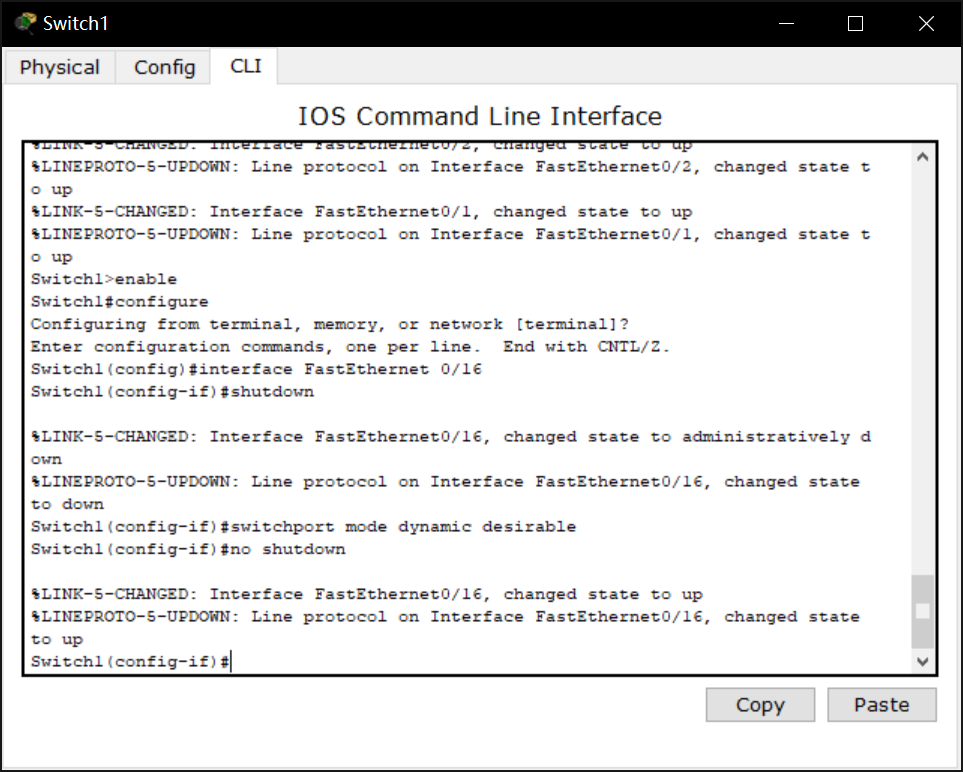 Switch1
Physical Config CLI
IOS Command Line Interface
%LINK-5-CHANGED: Interface FastEthernet0/2, changed state to up
%LINEPROTO-5-UPDOWN: Line protocol on Interface FastEthernet0/2, changed state t
o up
%LINK-5-CHANGED: Interface FastEthernet0/1, changed state to up
%LINEPROTO-5-UPDOWN: Line protocol on Interface FastEthernet0/1, changed state t
o up
Switch1>enable
Switch1#configure
Configuring from terminal, memory, or network [terminal]?
Enter configuration commands, one per line.  End with CNTL/Z.
Switch1(config)#interface FastEthernet 0/16
Switch1(config-if)#shutdown
%LINK-5-CHANGED: Interface FastEthernet0/16, changed state to administratively d
own
%LINEPROTO-5-UPDOWN: Line protocol on Interface FastEthernet0/16, changed state
to down
Switch1(config-if)#switchport mode dynamic desirable
Switch1(config-if)#no shutdown
%LINK-5-CHANGED: Interface FastEthernet0/16, changed state to up
%LINEPROTO-5-UPDOWN: Line protocol on Interface FastEthernet0/16, changed state
to up
Switch1(config-if)#
Copy Paste